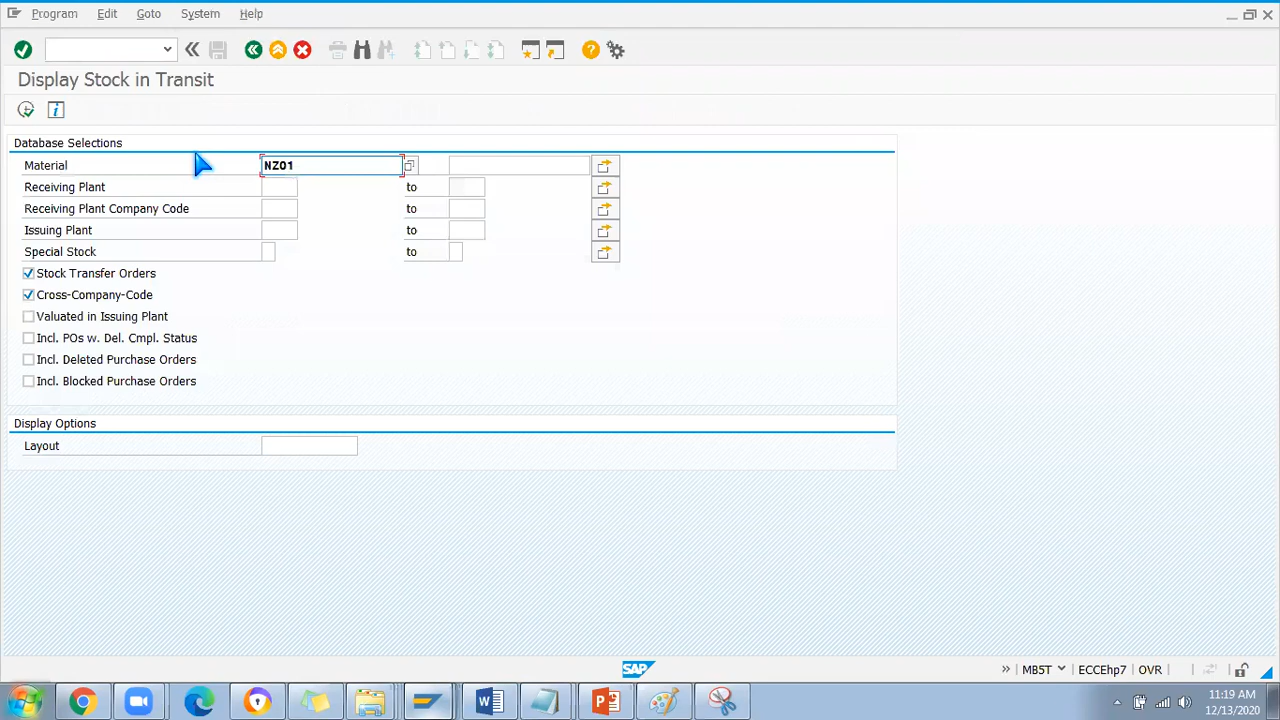 Program Edit Goto System Help
Display Stock in Transit
Database Selections
Material NZ01
Receiving Plant to
Receiving Plant Company Code to
Issuing Plant to
Special Stock to
Stock Transfer Orders
Cross-Company-Code
Valuated in Issuing Plant
Incl. POs w. Del. Cmpl. Status
Incl. Deleted Purchase Orders
Incl. Blocked Purchase Orders
Display Options
Layout
SAP MB5T ECCEhp7 OVR
11:19 AM
12/13/2020